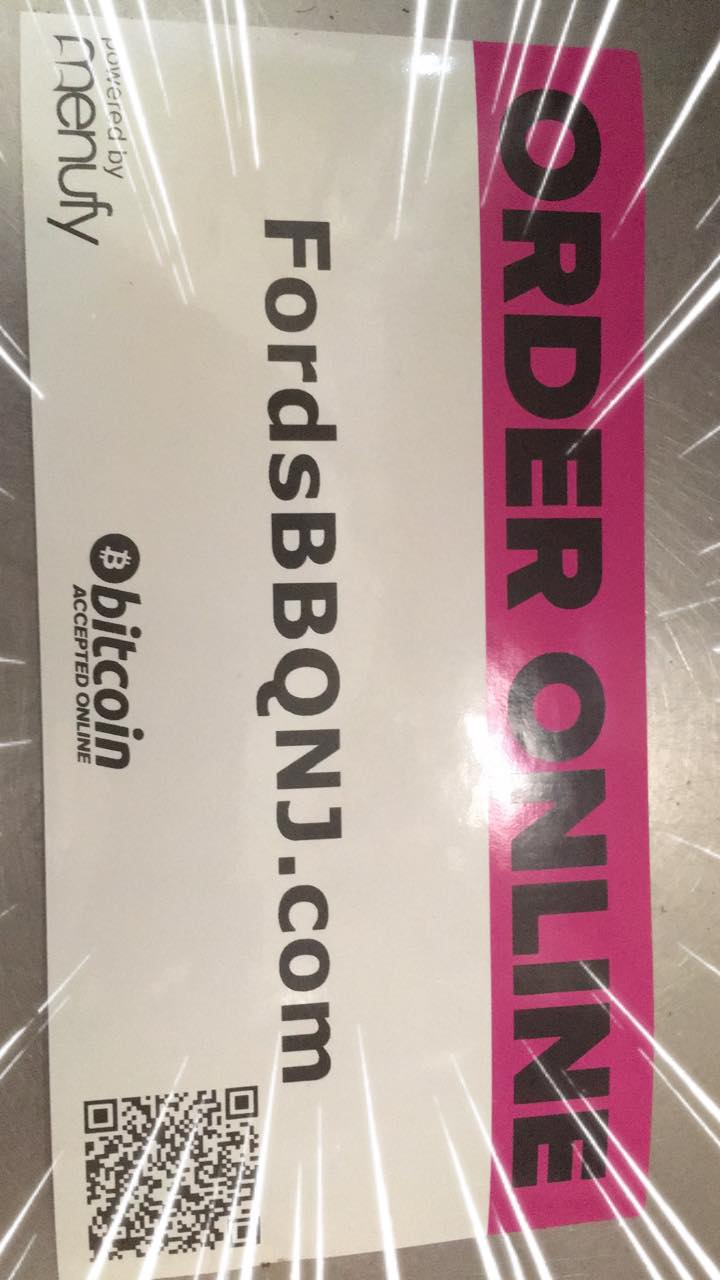 ORDER ONLINE
FordsBBQNJ.com
powered by
menufy
bitcoin
ACCEPTED ONLINE